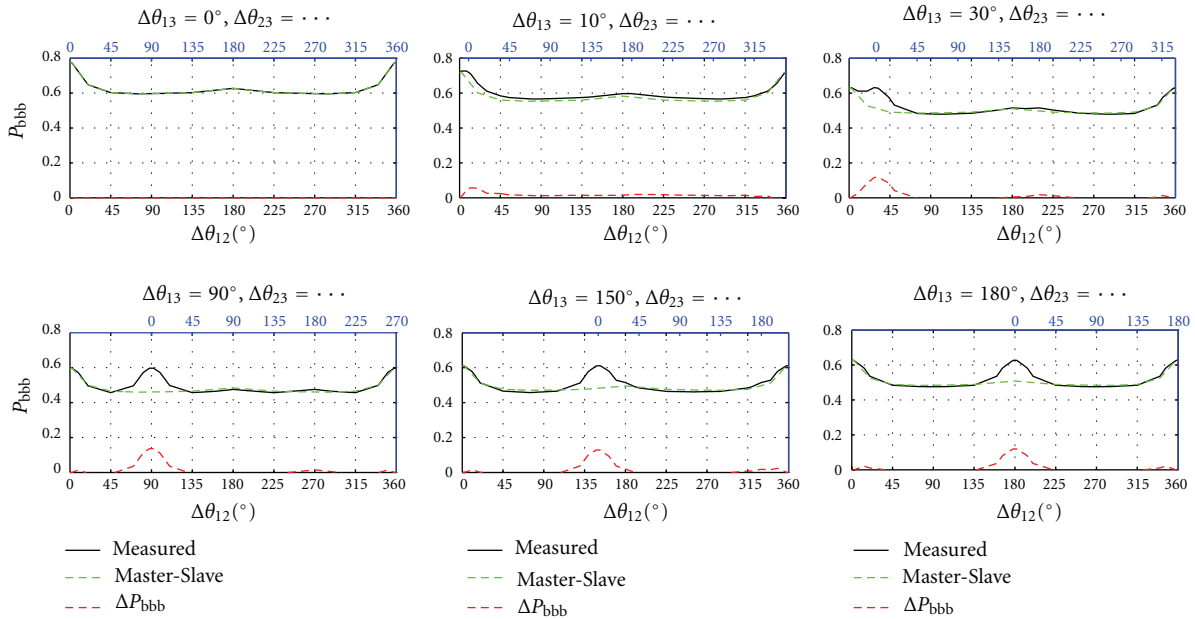 Δθ13 = 0°, Δθ23 = · · ·
0 45 90 135 180 225 270 315 360
0.8
0.6
0.4
0.2
0
Pbbb
0 45 90 135 180 225 270 315 360
Δθ12(°)
Δθ13 = 10°, Δθ23 = · · ·
0 45 90 135 180 225 270 315
0.8
0.6
0.4
0.2
0
0 45 90 135 180 225 270 315 360
Δθ12(°)
Δθ13 = 30°, Δθ23 = · · ·
0 45 90 135 180 225 270 315
0.8
0.6
0.4
0.2
0
0 45 90 135 180 225 270 315 360
Δθ12(°)
Δθ13 = 90°, Δθ23 = · · ·
0 45 90 135 180 225 270
0.8
0.6
0.4
0.2
0
Pbbb
0 45 90 135 180 225 270 315 360
Δθ12(°)
Δθ13 = 150°, Δθ23 = · · ·
0 45 90 135 180
0.8
0.6
0.4
0.2
0
0 45 90 135 180 225 270 315 360
Δθ12(°)
Δθ13 = 180°, Δθ23 = · · ·
0 45 90 135 180
0.8
0.6
0.4
0.2
0
0 45 90 135 180 225 270 315 360
Δθ12(°)
Measured
Master-Slave
ΔPbbb
Measured
Master-Slave
ΔPbbb
Measured
Master-Slave
ΔPbbb